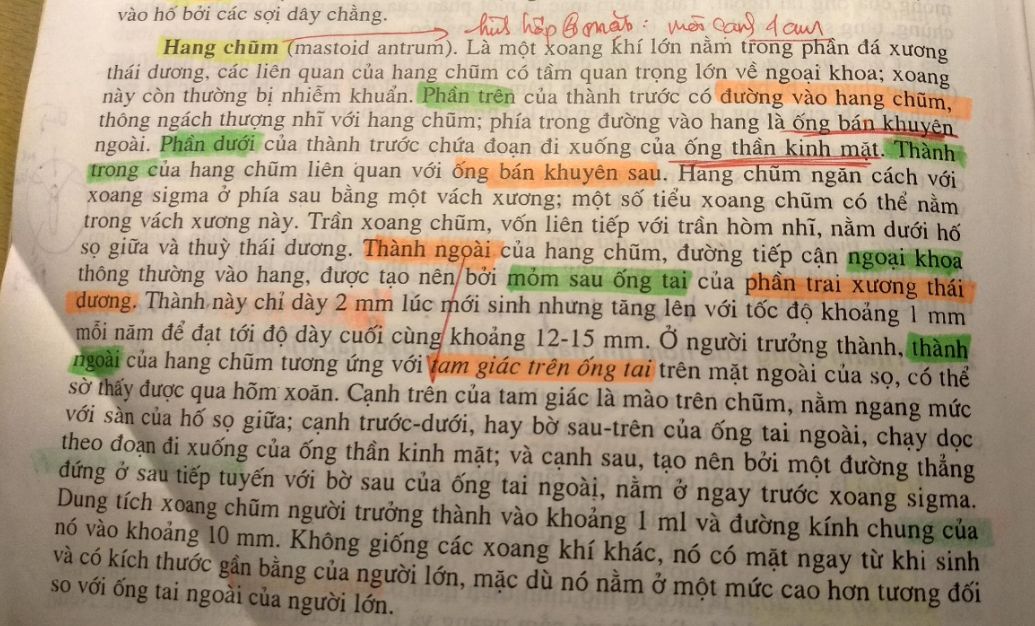 vào hố bởi các sợi dây chằng.
Hang chũm (mastoid antrum). Là một xoang khí lớn nằm trong phần đá xương
thái dương, các liên quan của hang chũm có tầm quan trọng lớn về ngoại khoa; xoang
này còn thường bị nhiễm khuẩn. Phần trên của thành trước có đường vào hang chũm,
thông ngách thượng nhĩ với hang chũm; phía trong đường vào hang là ống bán khuyên
ngoài. Phần dưới của thành trước chứa đoạn đi xuống của ống thần kinh mặt. Thành
trong của hang chũm liên quan với ống bán khuyên sau. Hang chũm ngăn cách với
xoang sigma ở phía sau bằng một vách xương; một số tiểu xoang chũm có thể nằm
trong vách xương này. Trần xoang chũm, vốn liên tiếp với trần hòm nhĩ, nằm dưới hố
sọ giữa và thuỳ thái dương. Thành ngoài của hang chũm, đường tiếp cận ngoại khoa
thông thường vào hang, được tạo nên bởi mỏm sau ống tai của phần trai xương thái
dương. Thành này chỉ dày 2 mm lúc mới sinh nhưng tăng lên với tốc độ khoảng 1 mm
mỗi năm để đạt tới độ dày cuối cùng khoảng 12-15 mm. Ở người trưởng thành, thành
ngoài của hang chũm tương ứng với tam giác trên ống tai trên mặt ngoài của sọ, có thể
sờ thấy được qua hõm xoăn. Cạnh trên của tam giác là mào trên chũm, nằm ngang mức
với sàn của hố sọ giữa; cạnh trước-dưới, hay bờ sau-trên của ống tai ngoài, chạy dọc
theo đoạn đi xuống của ống thần kinh mặt; và cạnh sau, tạo nên bởi một đường thẳng
đứng ở sau tiếp tuyến với bờ sau của ống tai ngoài, nằm ở ngay trước xoang sigma.
Dung tích xoang chũm người trưởng thành vào khoảng 1 ml và đường kính chung của
nó vào khoảng 10 mm. Không giống các xoang khí khác, nó có mặt ngay từ khi sinh
và có kích thước gần bằng của người lớn, mặc dù nó nằm ở một mức cao hơn tương đối
so với ống tai ngoài của người lớn.